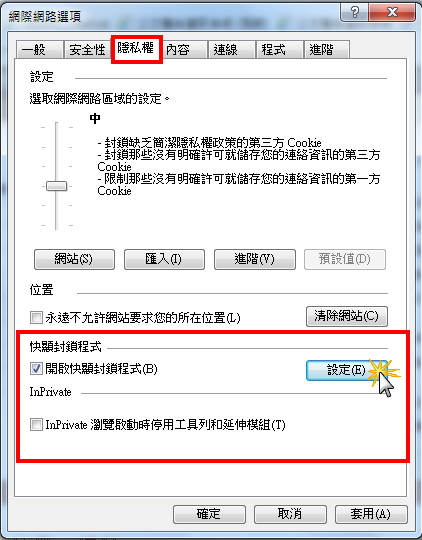 網際網路選項
一般 安全性 隱私權 內容 連線 程式 進階
設定
選取網際網路區域的設定。
中
- 封鎖缺乏簡潔隱私權政策的第三方 Cookie
- 封鎖那些沒有明確許可就儲存您的連絡資訊的第三方
Cookie
- 限制那些沒有明確許可就儲存您的連絡資訊的第一方
Cookie
網站(S) 匯入(I) 進階(V) 預設值(D)
位置
永遠不允許網站要求您的所在位置(L) 清除網站(C)
快顯封鎖程式
開啟快顯封鎖程式(B) 設定(E)
InPrivate
InPrivate 瀏覽啟動時停用工具列和延伸模組(T)
確定 取消 套用(A)